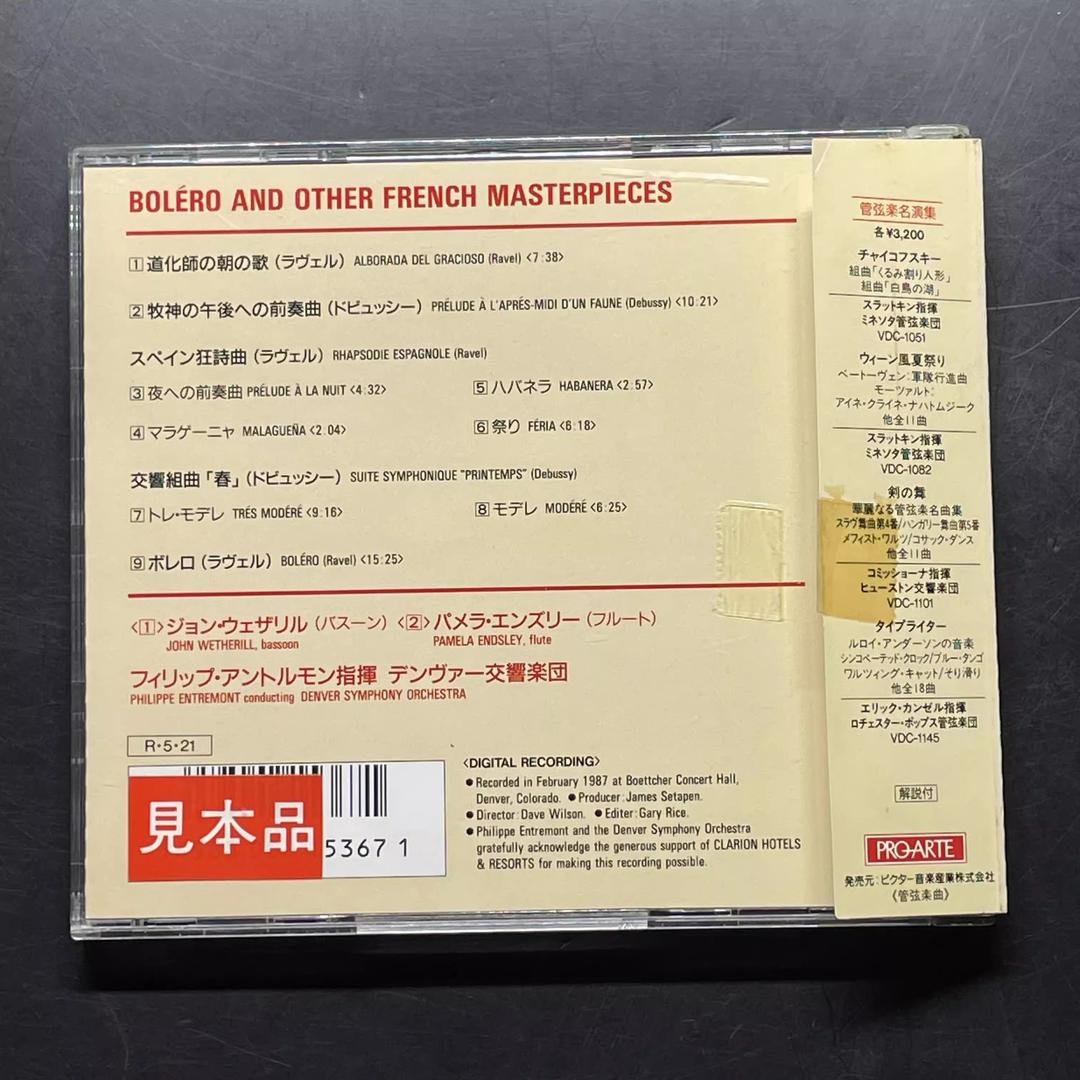 BOLÉRO AND OTHER FRENCH MASTERPIECES
1 道化師の朝の歌 (ラヴェル) ALBORADA DEL GRACIOSO (Ravel) <7:38>
2 牧神の午後への前奏曲 (ドビュッシー) PRÉLUDE À L'APRÉS-MIDI D'UN FAUNE (Debussy) <10:21>
スペイン狂詩曲 (ラヴェル) RHAPSODIE ESPAGNOLE (Ravel)
3 夜への前奏曲 PRÉLUDE À LA NUIT <4:32>
4 マラゲーニャ MALAGUEÑA <2:04>
5 ハバネラ HABANERA <2:57>
6 祭り FÉRIA <6:18>
交響組曲「春」(ドビュッシー) SUITE SYMPHONIQUE "PRINTEMPS" (Debussy)
7 トレ・モデレ TRÉS MODÉRÉ <9:16>
8 モデレ MODÉRÉ <6:25>
9 ボレロ (ラヴェル) BOLÉRO (Ravel) <15:25>
〈1〉ジョン・ウェザリル (バスーン) 〈2〉パメラ・エンズリー (フルート)
JOHN WETHERILL, bassoon PAMELA ENDSLEY, flute
フィリップ・アントルモン指揮 デンヴァー交響楽団
PHILIPPE ENTREMONT conducting DENVER SYMPHONY ORCHESTRA
R・5・21
見本品
5367 1
〈DIGITAL RECORDING〉
●Recorded in February 1987 at Boettcher Concert Hall,
Denver, Colorado. ●Producer:James Setapen.
●Director:Dave Wilson. ●Editer:Gary Rice.
●Philippe Entremont and the Denver Symphony Orchestra
gratefully acknowledge the generous support of CLARION HOTELS
& RESORTS for making this recording possible.
管弦楽名演集
各¥3,200
チャイコフスキー
組曲「くるみ割り人形」
組曲「白鳥の湖」
スラットキン指揮
ミネソタ管弦楽団
VDC-1051
ウィーン風夏祭り
ベートーヴェン:軍隊行進曲
モーツァルト:
アイネ・クライネ・ナハトムジーク
他全11曲
スラットキン指揮
ミネソタ管弦楽団
VDC-1082
剣の舞
華麗なる管弦楽名曲集
スラヴ舞曲第4番/ハンガリー舞曲第5番
メフィスト・ワルツ/コサック・ダンス
他全11曲
コミッショーナ指揮
ヒューストン交響楽団
VDC-1101
タイプライター
ルロイ・アンダーソンの音楽
シンコペーテッド・クロック/ブルー・タンゴ
ワルツィング・キャット/そり滑り
他全18曲
エリック・カンゼル指揮
ロチェスター・ポップス管弦楽団
VDC-1145
解説付
PRO-ARTE
発売元:ビクター音楽産業株式会社
《管弦楽曲》